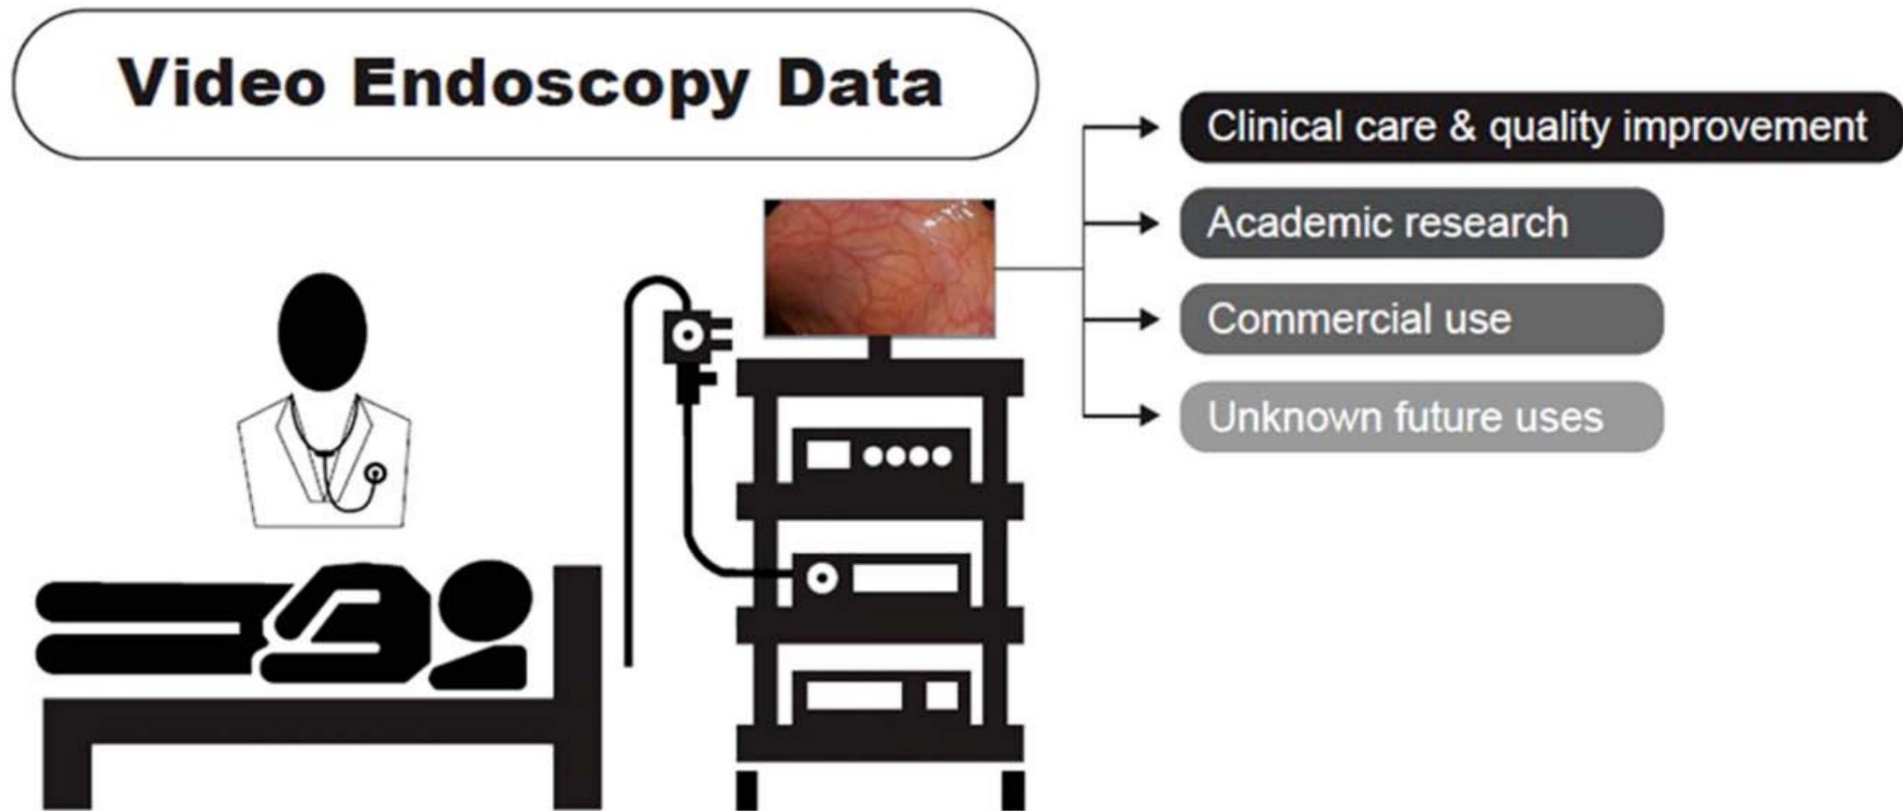 Video Endoscopy Data
Clinical care & quality improvement
Academic research
Commercial use
Unknown future uses